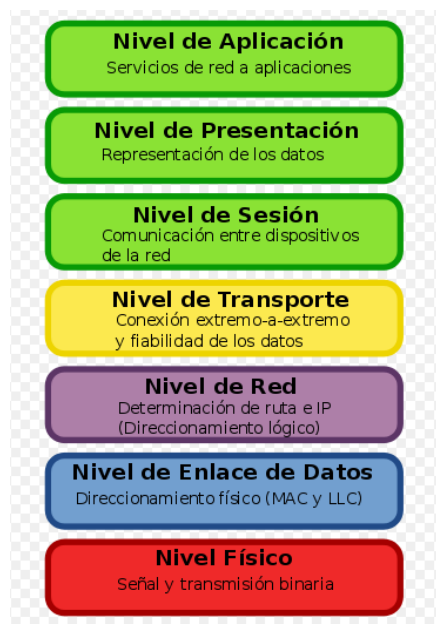 Nivel de Aplicación
Servicios de red a aplicaciones
Nivel de Presentación
Representación de los datos
Nivel de Sesión
Comunicación entre dispositivos
de la red
Nivel de Transporte
Conexión extremo-a-extremo
y fiabilidad de los datos
Nivel de Red
Determinación de ruta e IP
(Direccionamiento lógico)
Nivel de Enlace de Datos
Direccionamiento físico (MAC y LLC)
Nivel Físico
Señal y transmisión binaria